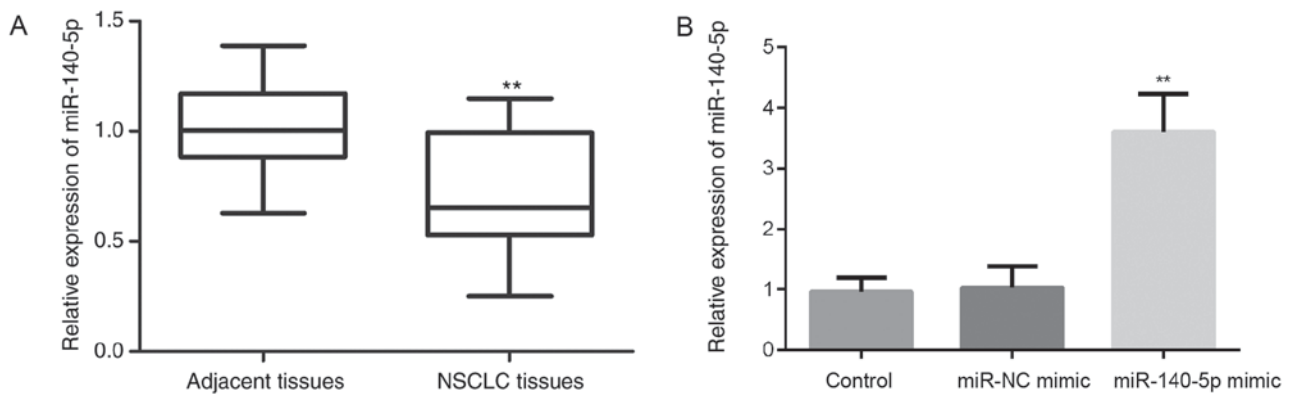 A
Relative expression of miR-140-5p
1.5
1.0
0.5
0.0
**
Adjacent tissues
NSCLC tissues
B
Relative expression of miR-140-5p
5
4
3
2
1
0
**
Control
miR-NC mimic
miR-140-5p mimic